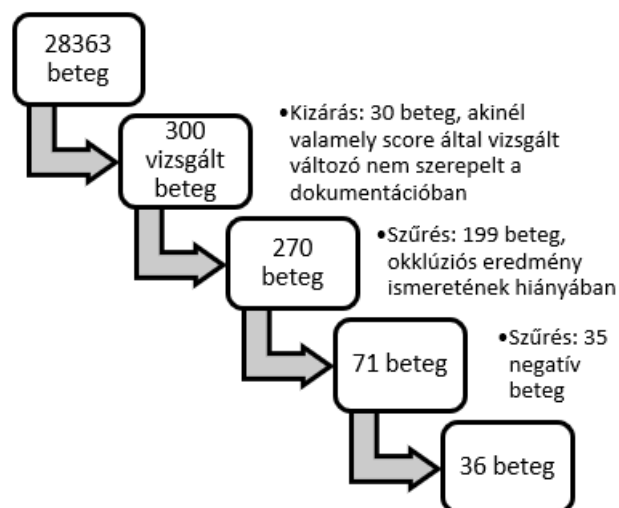 28363
beteg
300
vizsgált
beteg
•Kizárás: 30 beteg, akinél
valamely score által vizsgált
változó nem szerepelt a
dokumentációban
270
beteg
•Szűrés: 199 beteg,
okklúziós eredmény
ismeretének hiányában
71 beteg
•Szűrés: 35
negatív
beteg
36 beteg